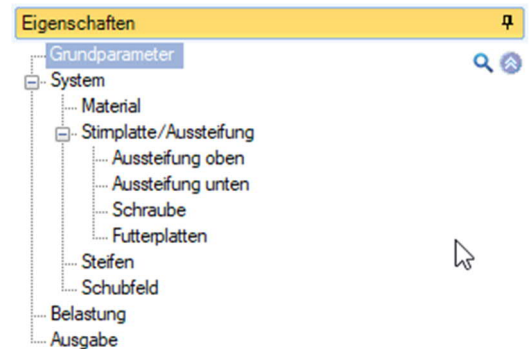 Eigenschaften
Grundparameter
System
Material
Stirnplatte/Aussteifung
Aussteifung oben
Aussteifung unten
Schraube
Futterplatten
Steifen
Schubfeld
Belastung
Ausgabe